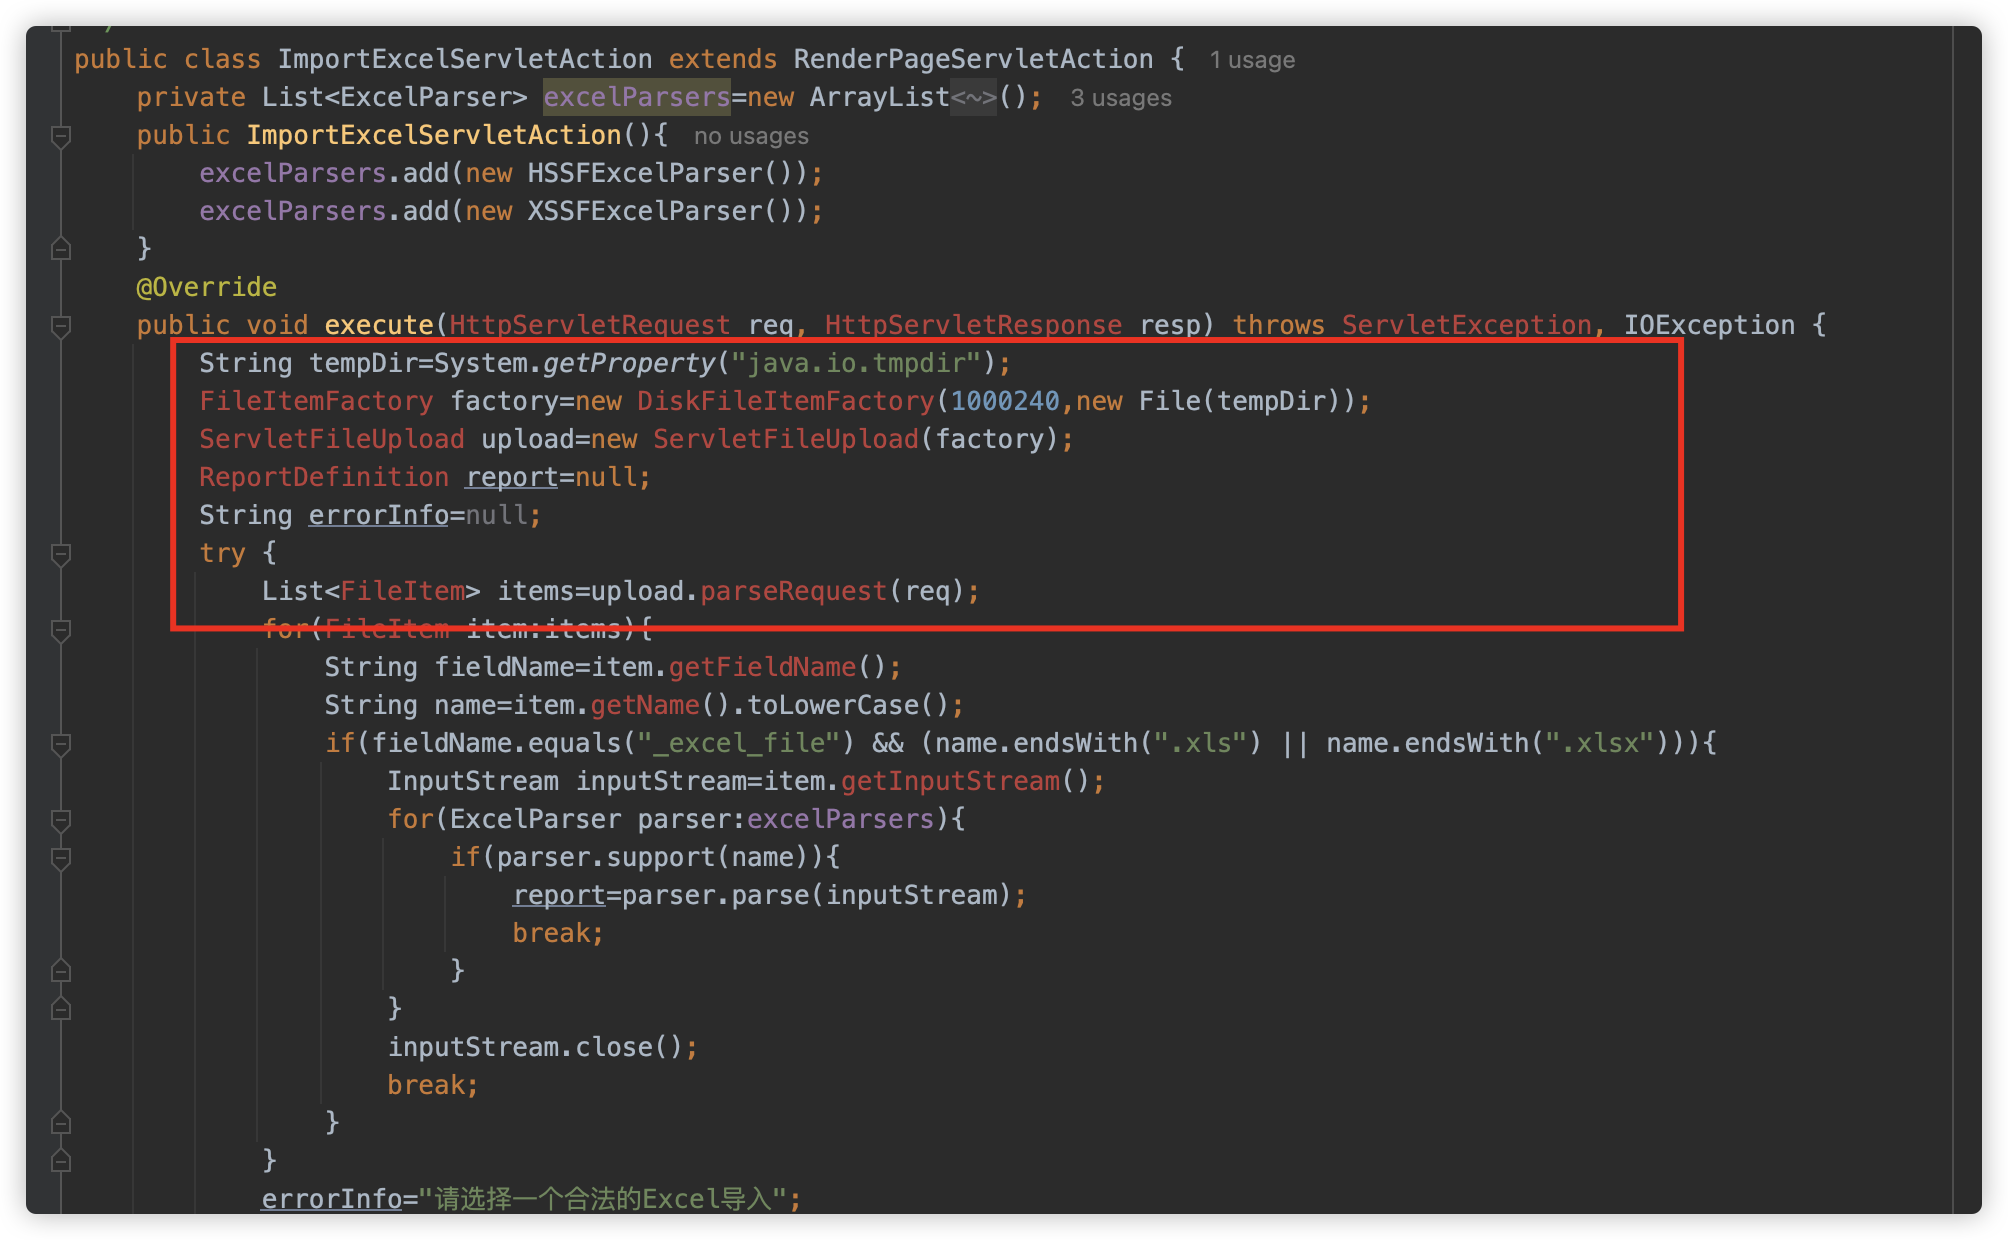 public class ImportExcelServletAction extends RenderPageServletAction { 1 usage
private List<ExcelParser> excelParsers=new ArrayList<~>(); 3 usages
public ImportExcelServletAction(){ no usages
excelParsers.add(new HSSFExcelParser());
excelParsers.add(new XSSFExcelParser());
}
@Override
public void execute(HttpServletRequest req, HttpServletResponse resp) throws ServletException, IOException {
String tempDir=System.getProperty("java.io.tmpdir");
FileItemFactory factory=new DiskFileItemFactory(1000240,new File(tempDir));
ServletFileUpload upload=new ServletFileUpload(factory);
ReportDefinition report=null;
String errorInfo=null;
try {
List<FileItem> items=upload.parseRequest(req);
for(FileItem item:items){
String fieldName=item.getFieldName();
String name=item.getName().toLowerCase();
if(fieldName.equals("_excel_file") && (name.endsWith(".xls") || name.endsWith(".xlsx"))){
InputStream inputStream=item.getInputStream();
for(ExcelParser parser:excelParsers){
if(parser.support(name)){
report=parser.parse(inputStream);
break;
}
}
inputStream.close();
break;
}
}
errorInfo="请选择一个合法的Excel导入";